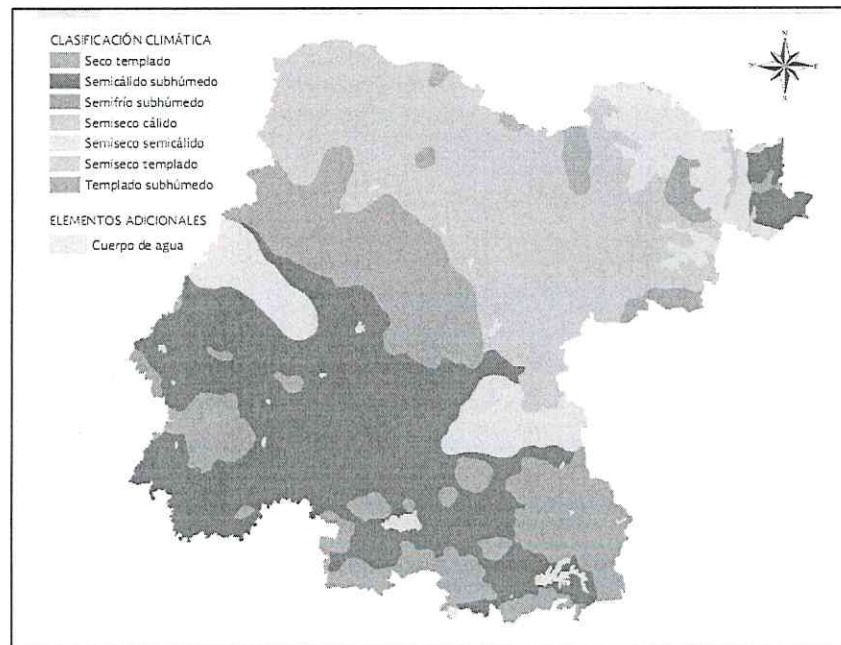 CLASIFICACIÓN CLIMÁTICA
Seco templado
Semicálido subhúmedo
Semifrío subhúmedo
Semiseco cálido
Semiseco semicálido
Semiseco templado
Templado subhúmedo
ELEMENTOS ADICIONALES
Cuerpo de agua
N
E
S